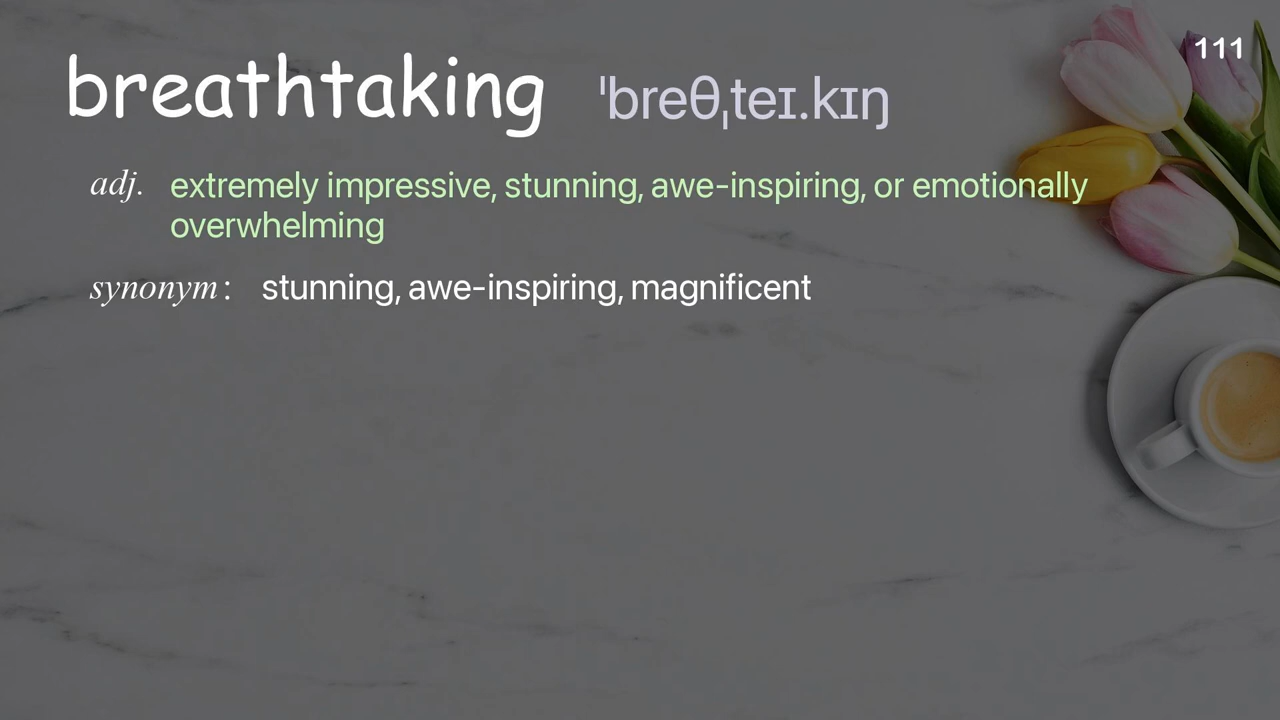 111
breathtaking ˈbreθˌteɪ.kɪŋ
adj. extremely impressive, stunning, awe-inspiring, or emotionally
overwhelming
synonym: stunning, awe-inspiring, magnificent